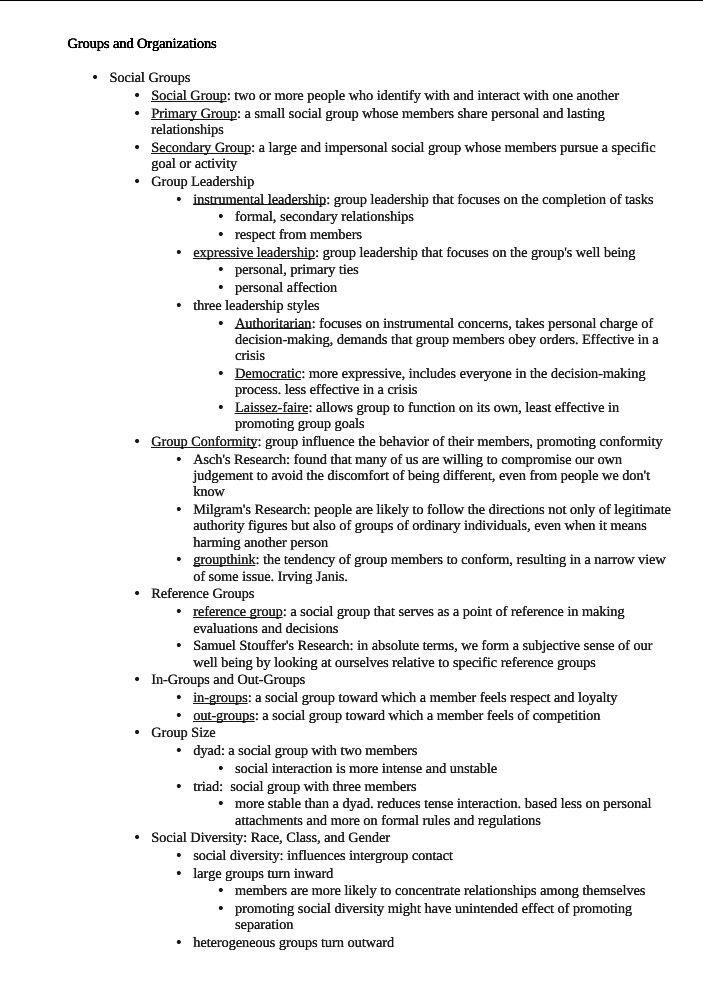 Groups and Organizations
• Social Groups
• Social Group: two or more people who identify with and interact with one another
• Primary Group: a small social group whose members share personal and lasting
relationships
• Secondary Group: a large and impersonal social group whose members pursue a specific
goal or activity
• Group Leadership
• instrumental leadership: group leadership that focuses on the completion of tasks
• formal, secondary relationships
• respect from members
• expressive leadership: group leadership that focuses on the group's well being
• personal, primary ties
• personal affection
• three leadership styles
• Authoritarian: focuses on instrumental concerns, takes personal charge of
decision-making, demands that group members obey orders. Effective in a
crisis
• Democratic: more expressive, includes everyone in the decision-making
process. less effective in a crisis
• Laissez-faire: allows group to function on its own, least effective in
promoting group goals
• Group Conformity: group influence the behavior of their members, promoting conformity
• Asch's Research: found that many of us are willing to compromise our own
judgement to avoid the discomfort of being different, even from people we don't
know
• Milgram's Research: people are likely to follow the directions not only of legitimate
authority figures but also of groups of ordinary individuals, even when it means
harming another person
• groupthink: the tendency of group members to conform, resulting in a narrow view
of some issue. Irving Janis.
• Reference Groups
• reference group: a social group that serves as a point of reference in making
evaluations and decisions
• Samuel Stouffer's Research: in absolute terms, we form a subjective sense of our
well being by looking at ourselves relative to specific reference groups
• In-Groups and Out-Groups
• in-groups: a social group toward which a member feels respect and loyalty
• out-groups: a social group toward which a member feels of competition
• Group Size
• dyad: a social group with two members
• social interaction is more intense and unstable
• triad:  social group with three members
• more stable than a dyad. reduces tense interaction. based less on personal
attachments and more on formal rules and regulations
• Social Diversity: Race, Class, and Gender
• social diversity: influences intergroup contact
• large groups turn inward
• members are more likely to concentrate relationships among themselves
• promoting social diversity might have unintended effect of promoting
separation
• heterogeneous groups turn outward